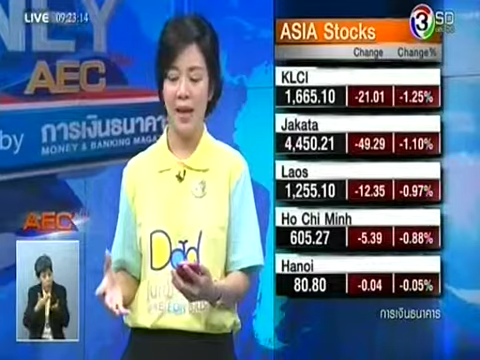 LIVE 09:23:14
NEY
AEC
by การเงินธนาคาร
MONEY & BANKING MAGAZINE
AEC
Dad
3 SD
ASIA Stocks
Change Change%
KLCI
1,665.10 -21.01 -1.25%
Jakata
4,450.21 -49.29 -1.10%
Laos
1,255.10 -12.35 -0.97%
Ho Chi Minh
605.27 -5.39 -0.88%
Hanoi
80.80 -0.04 -0.05%
การเงินธนาคาร